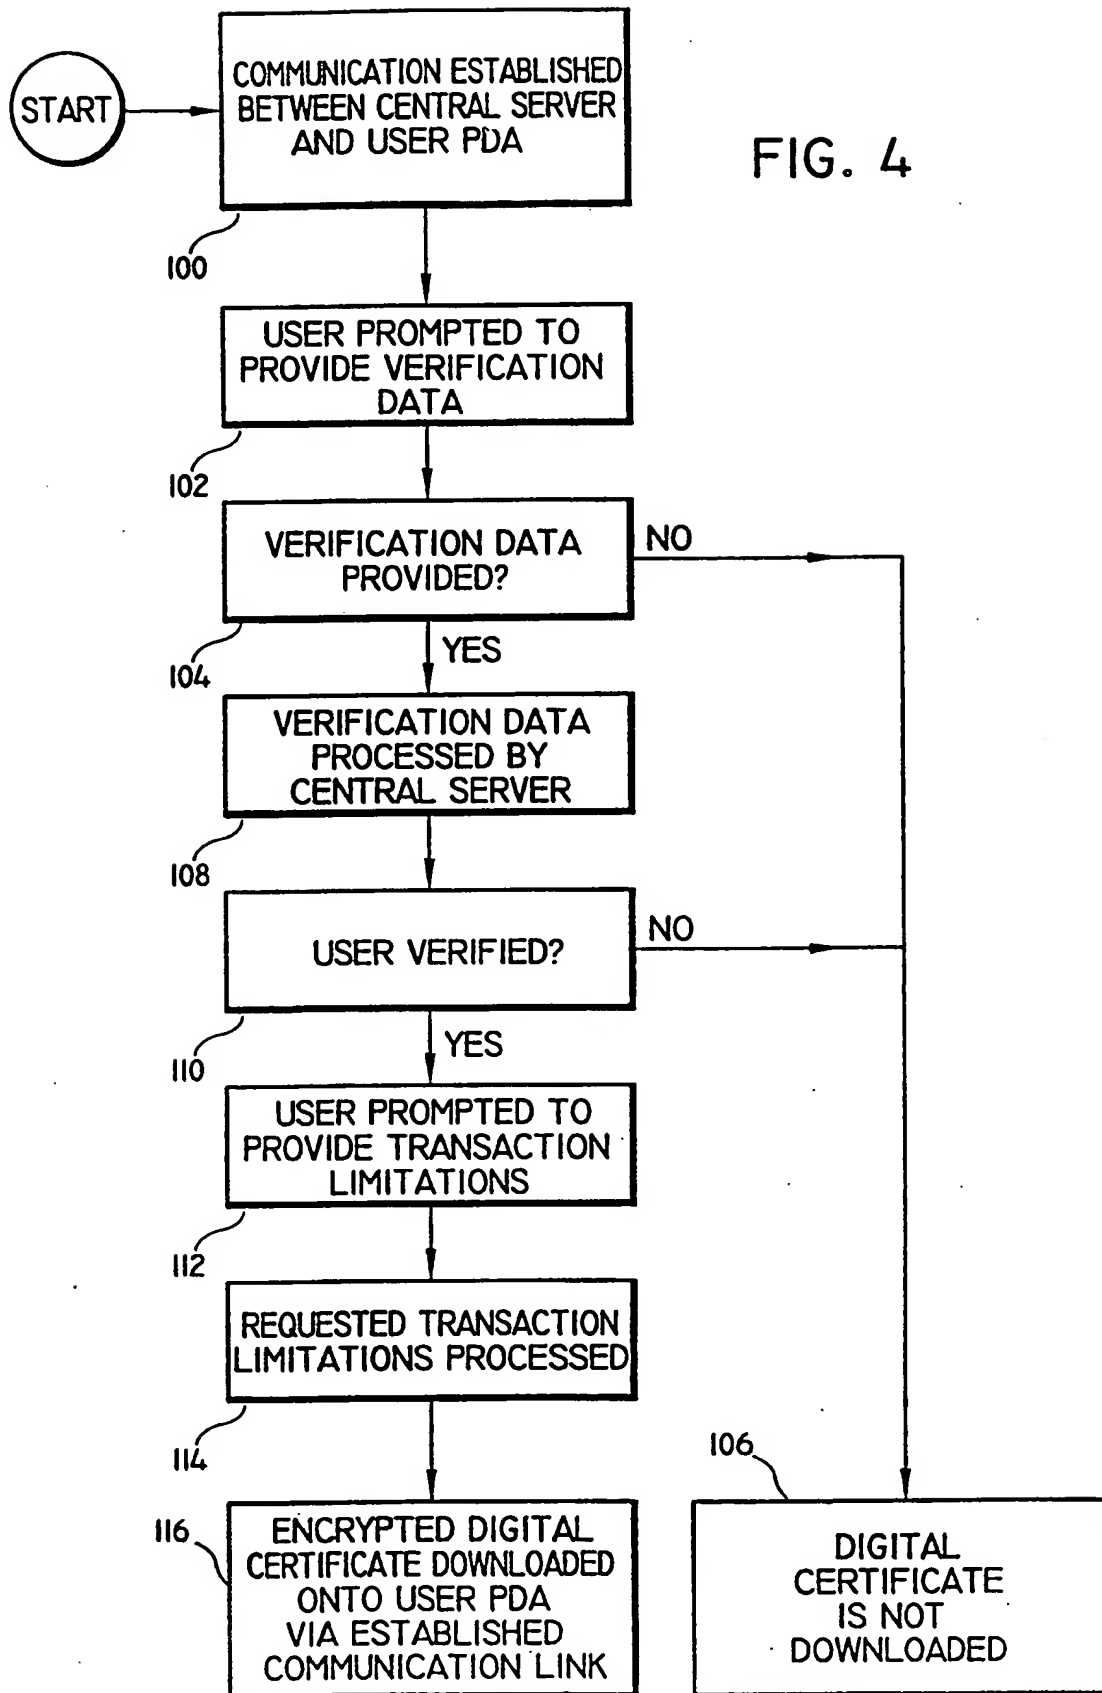 START
COMMUNICATION ESTABLISHED
BETWEEN CENTRAL SERVER
AND USER PDA
FIG. 4
100
USER PROMPTED TO
PROVIDE VERIFICATION
DATA
102
VERIFICATION DATA
PROVIDED?
NO
104
YES
VERIFICATION DATA
PROCESSED BY
CENTRAL SERVER
108
USER VERIFIED?
NO
110
YES
USER PROMPTED TO
PROVIDE TRANSACTION
LIMITATIONS
112
REQUESTED TRANSACTION
LIMITATIONS PROCESSED
114
116
ENCRYPTED DIGITAL
CERTIFICATE DOWNLOADED
ONTO USER PDA
VIA ESTABLISHED
COMMUNICATION LINK
106
DIGITAL
CERTIFICATE
IS NOT
DOWNLOADED